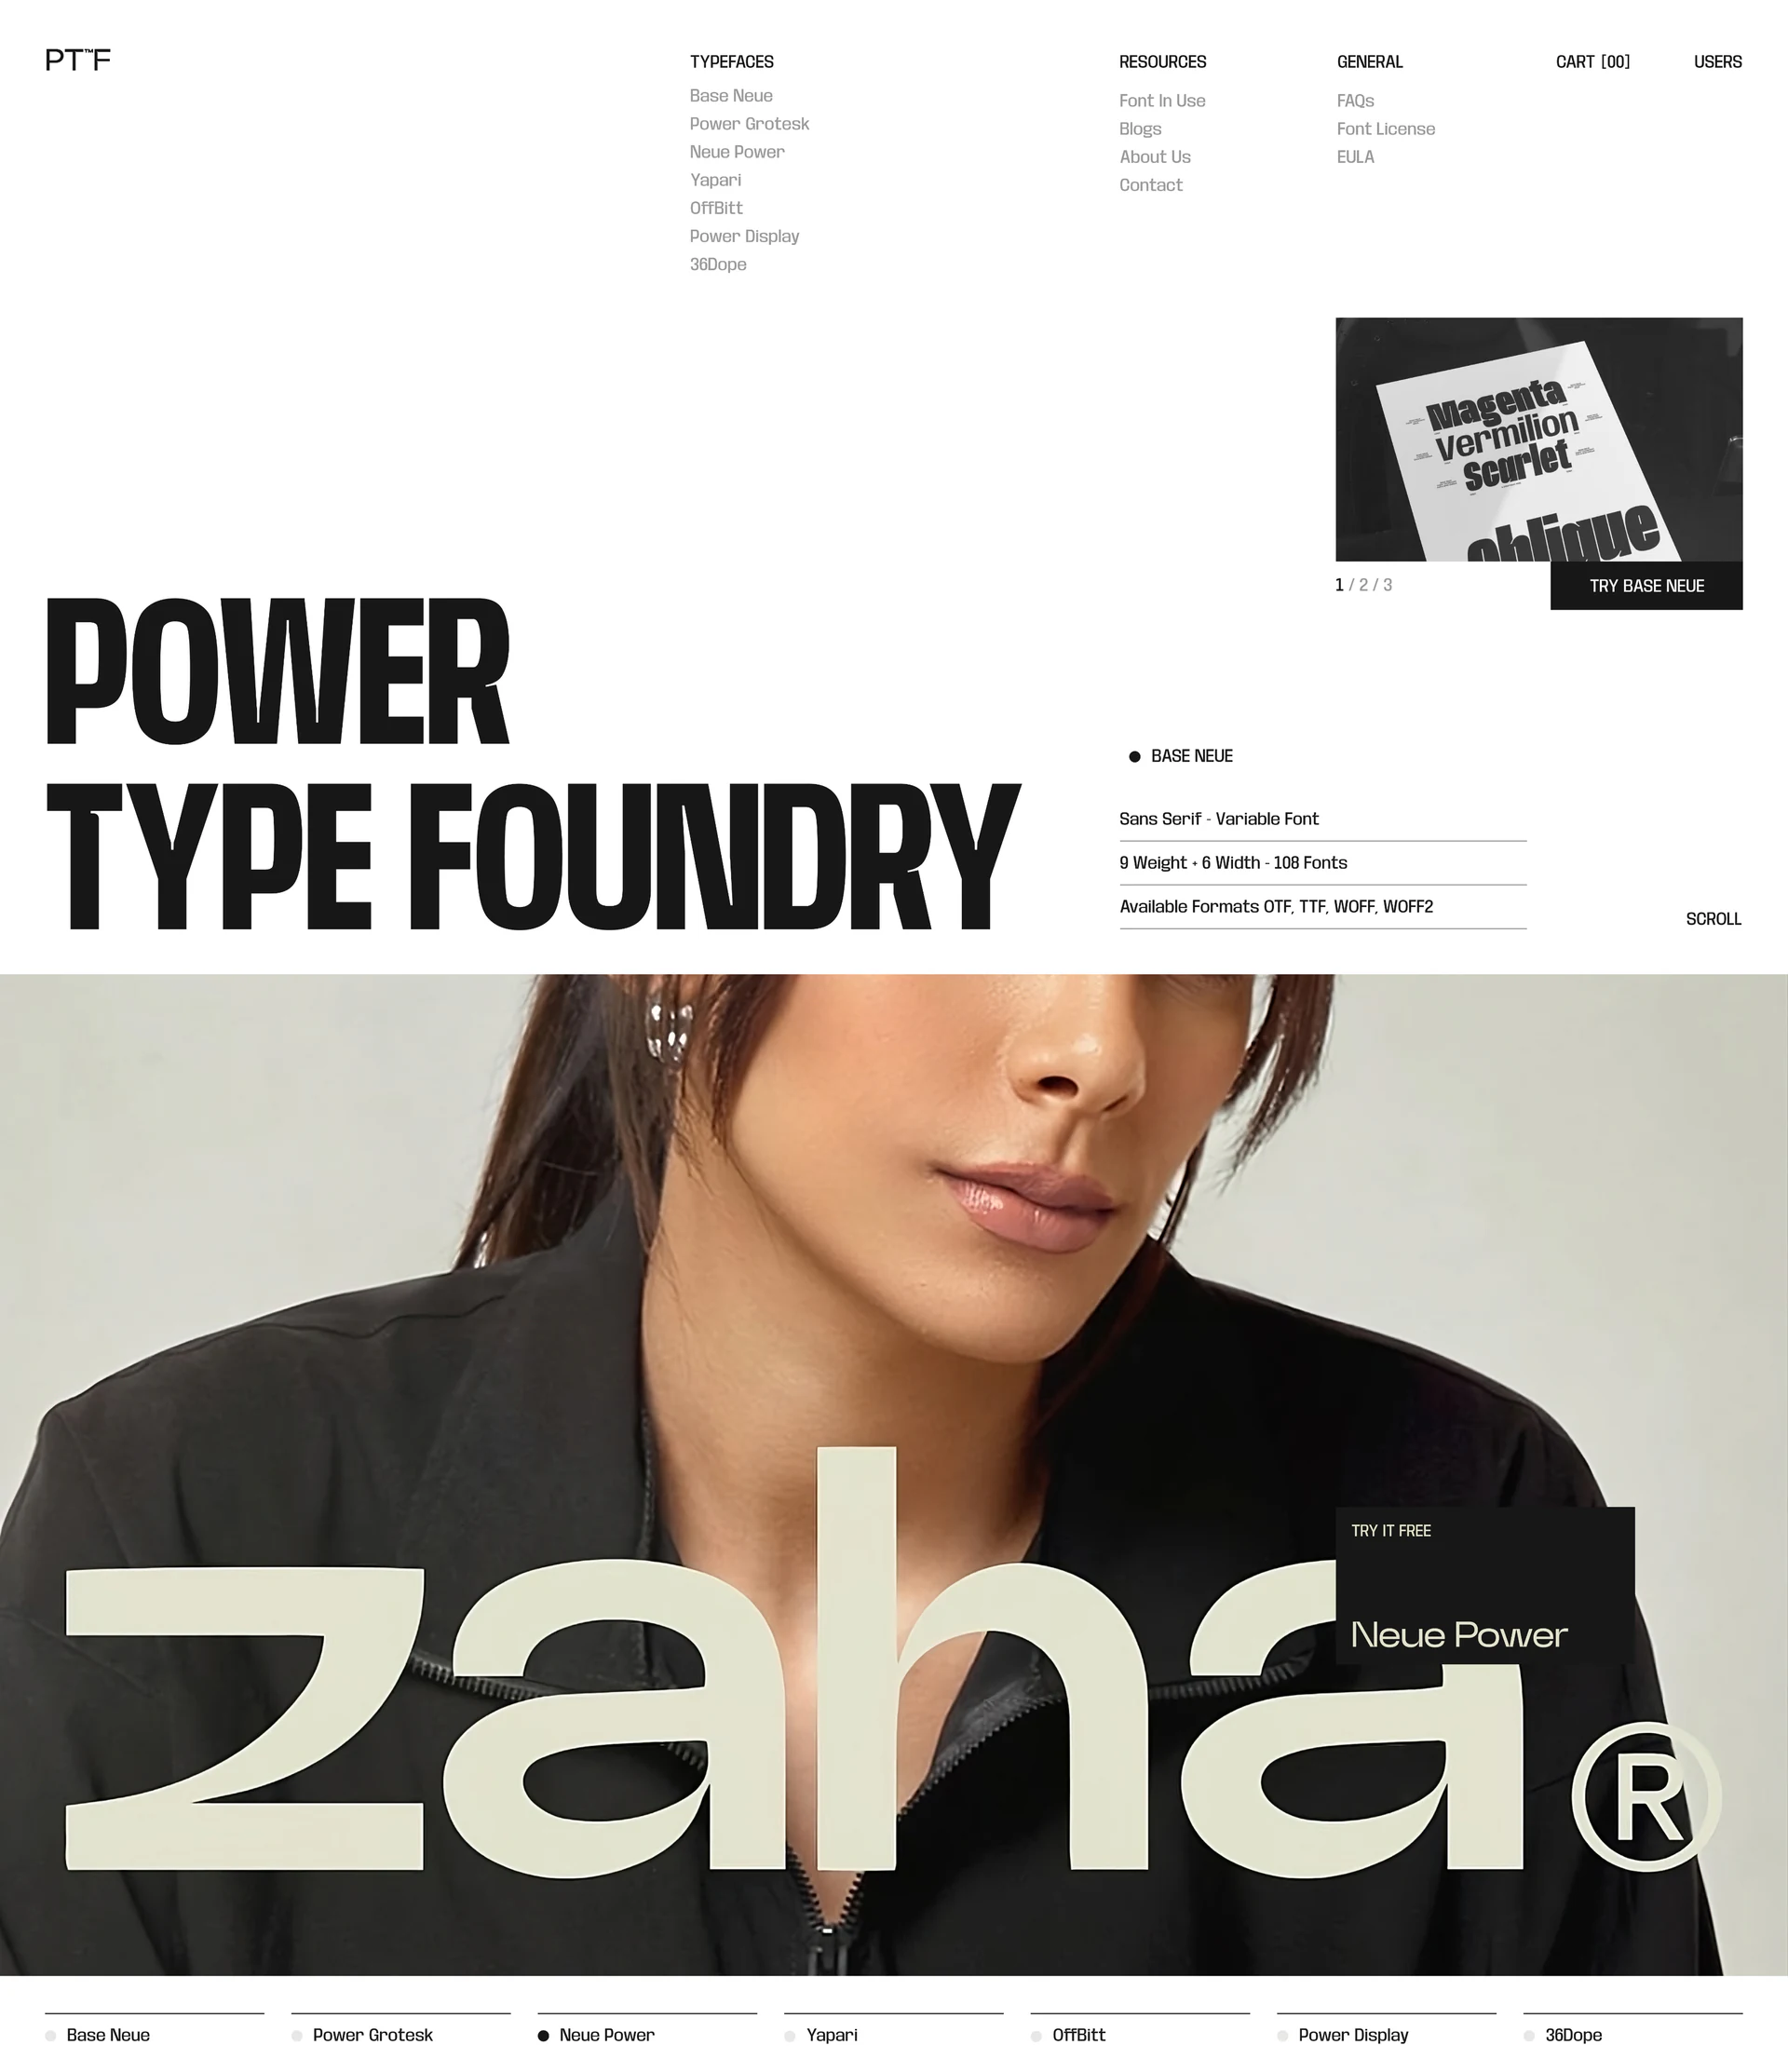 PT™F
TYPEFACES
Base Neue
Power Grotesk
Neue Power
Yapari
OffBitt
Power Display
36Dope
RESOURCES
Font In Use
Blogs
About Us
Contact
GENERAL
FAQs
Font License
EULA
CART [00]
USERS
Magenta
Vermilion
Scarlet
oblique
1 / 2 / 3
TRY BASE NEUE
POWER
TYPE FOUNDRY
BASE NEUE
Sans Serif - Variable Font
9 Weight + 6 Width - 108 Fonts
Available Formats OTF, TTF, WOFF, WOFF2
SCROLL
TRY IT FREE
Neue Power
zaha®
Base Neue
Power Grotesk
Neue Power
Yapari
OffBitt
Power Display
36Dope